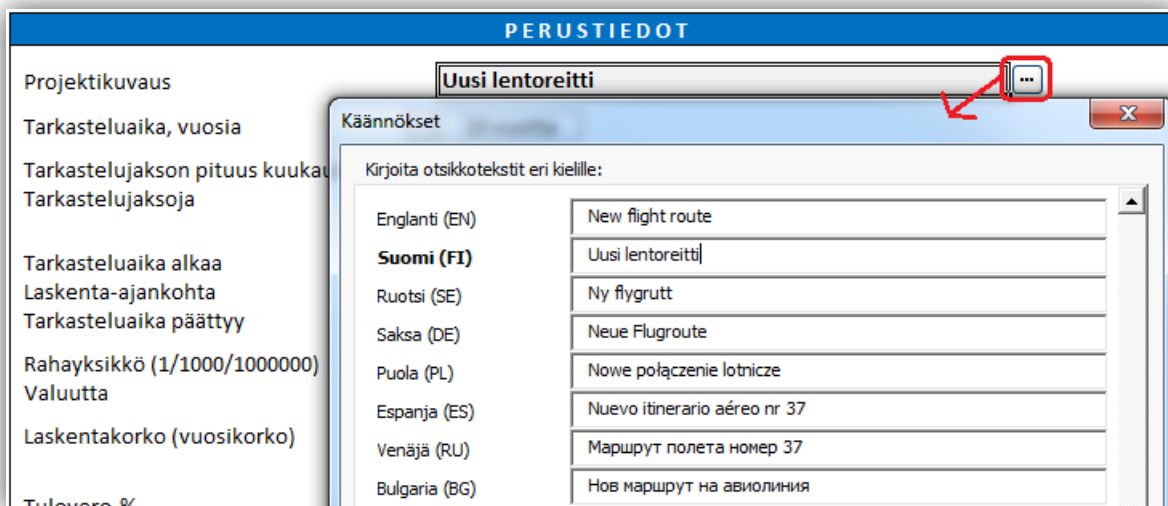 PERUSTIEDOT
Projektikuvaus
Uusi lentoreitti
...
Tarkasteluaika, vuosia
Tarkastelujakson pituus kuukau
Tarkastelujaksoja
Tarkasteluaika alkaa
Laskenta-ajankohta
Tarkasteluaika päättyy
Rahayksikkö (1/1000/1000000)
Valuutta
Laskentakorko (vuosikorko)
Tulovero-%
Käännökset
X
Kirjoita otsikkotekstit eri kielille:
Englanti (EN) New flight route
Suomi (FI) Uusi lentoreitti
Ruotsi (SE) Ny flygrutt
Saksa (DE) Neue Flugroute
Puola (PL) Nowe połączenie lotnicze
Espanja (ES) Nuevo itinerario aéreo nr 37
Venäjä (RU) Маршрут полета номер 37
Bulgaria (BG) Нов маршрут на авиолиния